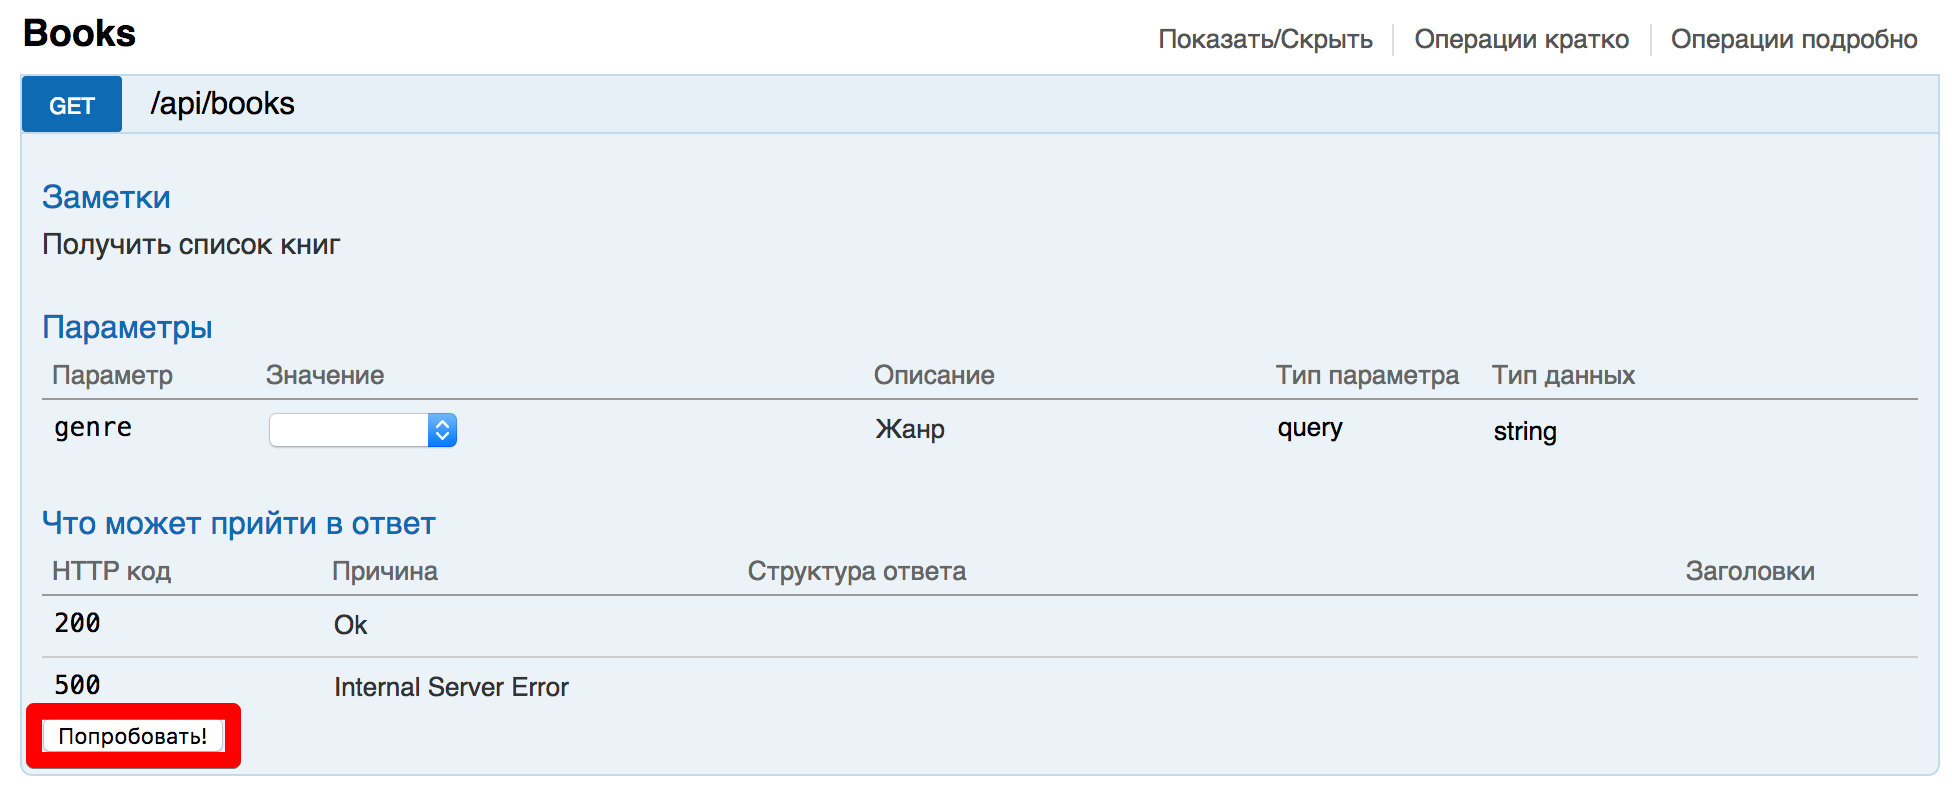 Books
Показать/Скрыть Операции кратко Операции подробно
GET /api/books
Заметки
Получить список книг
Параметры
Параметр Значение Описание Тип параметра Тип данных
genre Жанр query string
Что может прийти в ответ
HTTP код Причина Структура ответа Заголовки
200 Ok
500 Internal Server Error
Попробовать!